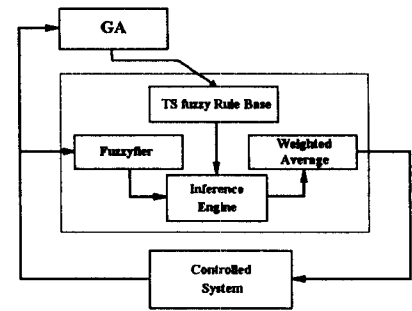 GA
TS fuzzy Rule Base
Fuzzyfier
Weighted
Average
Inference
Engine
Controlled
System